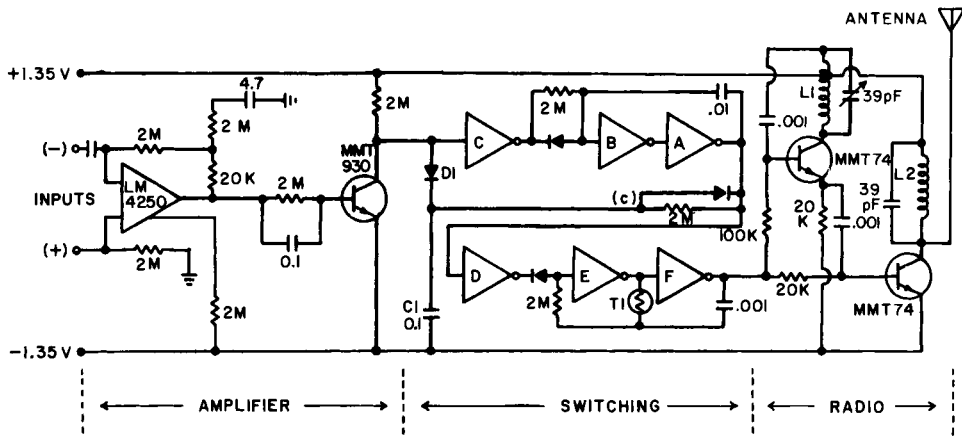 ANTENNA
+1.35 V
4.7
2 M
2M
(-)
20K
LM
4250
INPUTS
(+)
2M
2M
2M
0.1
MMT
930
2M
D1
C1
0.1
C
2M
B
A
.01
(c)
2M
D
2M
E
T1
F
.001
100K
.001
L1
39pF
MMT74
20
K
.001
20K
39
pF
L2
MMT74
-1.35 V
AMPLIFIER
SWITCHING
RADIO